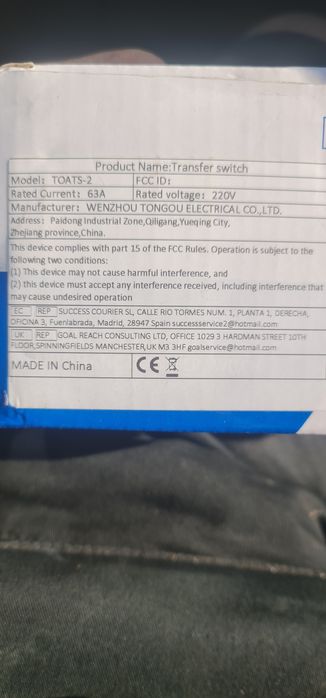 Product Name:Transfer switch
Model: TOATS-2 FCC ID:
Rated Current: 63A Rated voltage: 220V
Manufacturer: WENZHOU TONGOU ELECTRICAL CO.,LTD.
Address: Paidong Industrial Zone,Qiligang,Yueqing City,
Zhejiang province,China.
This device complies with part 15 of the FCC Rules. Operation is subject to the
following two conditions:
(1) This device may not cause harmful interference, and
(2) this device must accept any interference received, including interference that
may cause undesired operation
EC REP SUCCESS COURIER SL, CALLE RIO TORMES NUM. 1, PLANTA 1, DERECHA,
OFICINA 3, Fuenlabrada, Madrid, 28947 Spain successservice2@hotmail.com
UK REP GOAL REACH CONSULTING LTD, OFFICE 1029 3 HARDMAN STREET 10TH
FLOOR,SPINNINGFIELDS MANCHESTER,UK M3 3HF goalservice@hotmail.com
MADE IN China CE